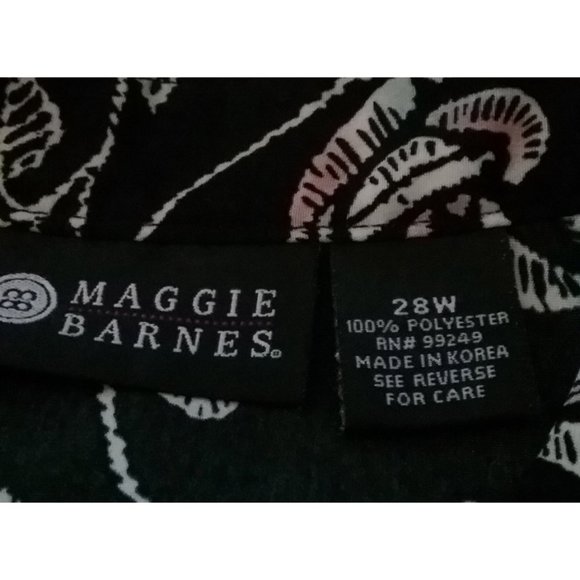 MAGGIE
BARNES
28W
100% POLYESTER
RN# 99249
MADE IN KOREA
SEE REVERSE
FOR CARE